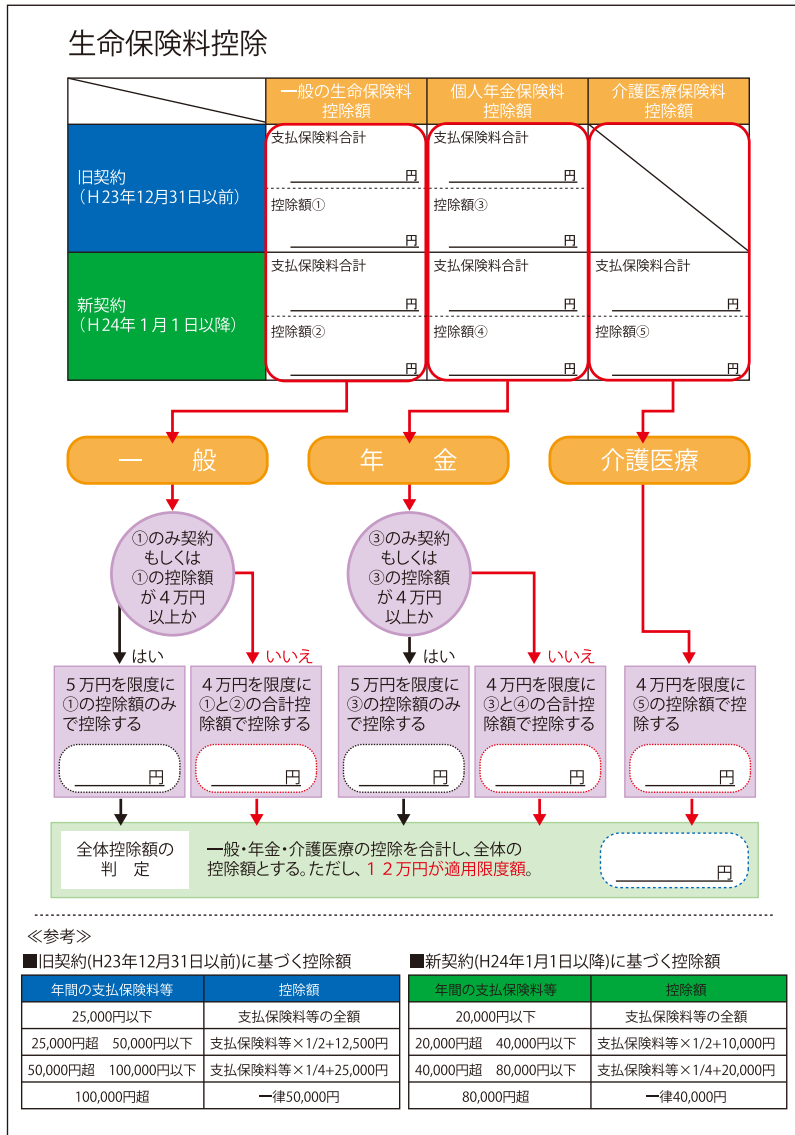 生命保険料控除
一般の生命保険料
控除額
個人年金保険料
控除額
介護医療保険料
控除額
旧契約
(H23年12月31日以前)
支払保険料合計
円
控除額①
円
支払保険料合計
円
控除額③
円
新契約
(H24年1月1日以降)
支払保険料合計
円
控除額②
円
支払保険料合計
円
控除額④
円
支払保険料合計
円
控除額⑤
円
一 般
年 金
介護医療
①のみ契約
もしくは
①の控除額
が4万円
以上か
③のみ契約
もしくは
③の控除額
が4万円
以上か
はい
いいえ
はい
いいえ
5万円を限度に
①の控除額のみ
で控除する
円
4万円を限度に
①と②の合計控
除額で控除する
円
5万円を限度に
③の控除額のみ
で控除する
円
4万円を限度に
③と④の合計控
除額で控除する
円
4万円を限度に
⑤の控除額で控
除する
円
全体控除額の
判 定
一般・年金・介護医療の控除を合計し、全体の
控除額とする。ただし、12万円が適用限度額。
円
≪参考≫
■旧契約(H23年12月31日以前)に基づく控除額
年間の支払保険料等 控除額
25,000円以下 支払保険料等の全額
25,000円超 50,000円以下 支払保険料等×1/2+12,500円
50,000円超 100,000円以下 支払保険料等×1/4+25,000円
100,000円超 一律50,000円
■新契約(H24年1月1日以降)に基づく控除額
年間の支払保険料等 控除額
20,000円以下 支払保険料等の全額
20,000円超 40,000円以下 支払保険料等×1/2+10,000円
40,000円超 80,000円以下 支払保険料等×1/4+20,000円
80,000円超 一律40,000円